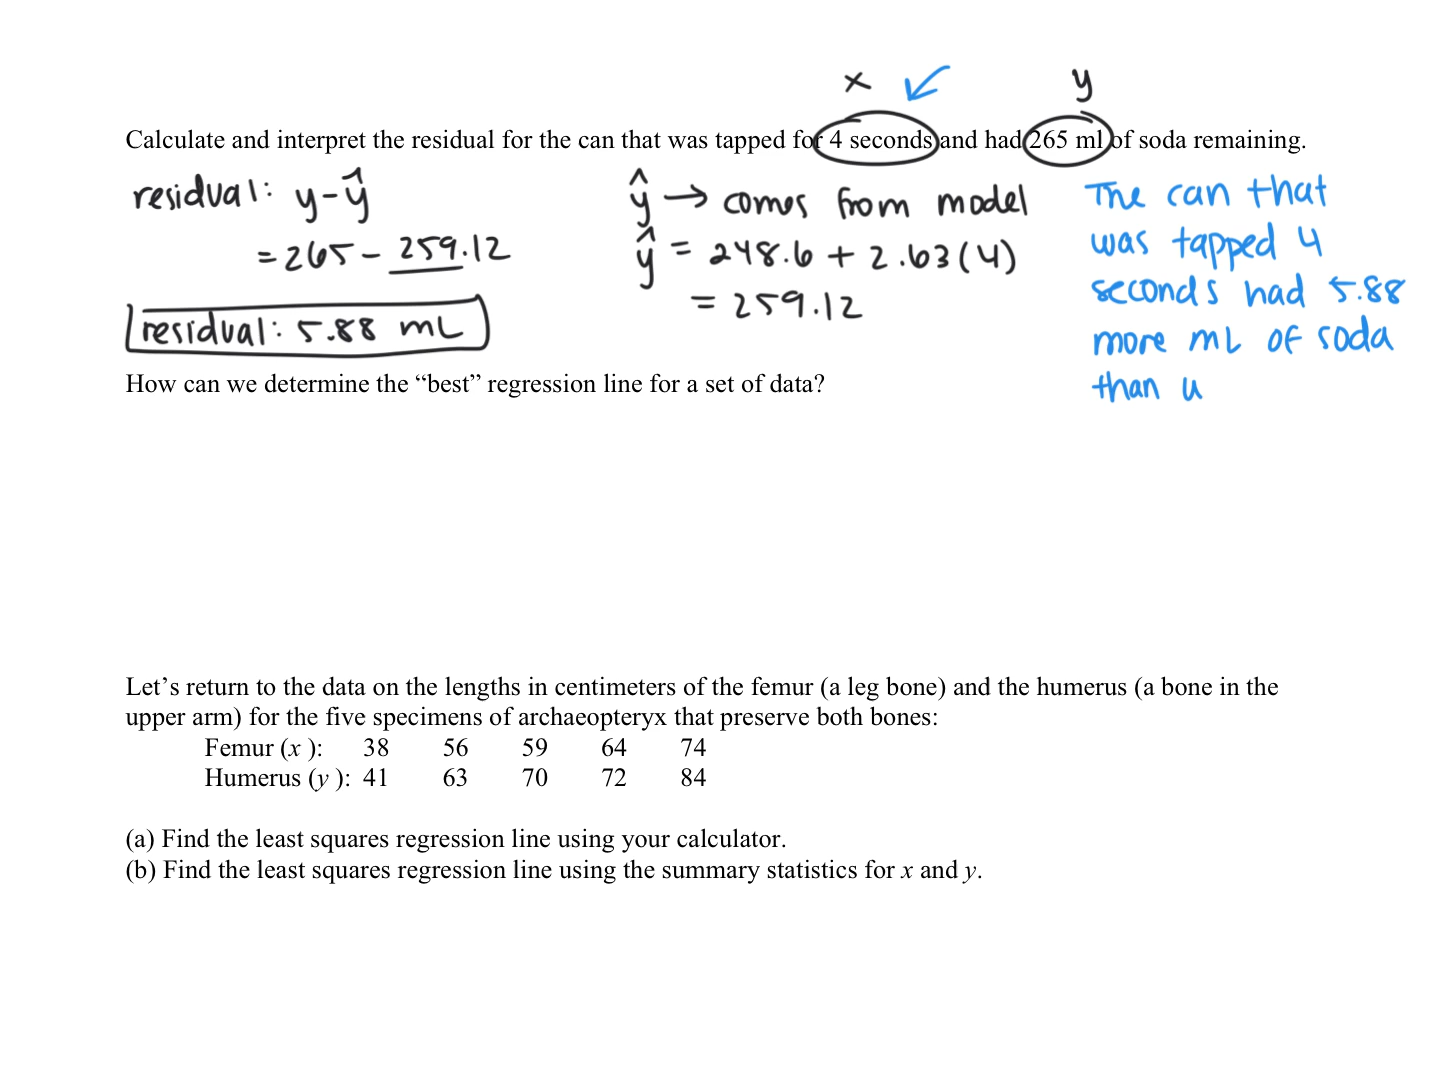 x y
Calculate and interpret the residual for the can that was tapped for 4 seconds and had 265 ml of soda remaining.
residual: y-ŷ
= 265 - 259.12
residual: 5.88 mL
ŷ → comes from model
ŷ = 248.6 + 2.63(4)
= 259.12
The can that
was tapped 4
seconds had 5.88
more mL of soda
than u
How can we determine the “best” regression line for a set of data?
Let’s return to the data on the lengths in centimeters of the femur (a leg bone) and the humerus (a bone in the
upper arm) for the five specimens of archaeopteryx that preserve both bones:
Femur (x ): 38 56 59 64 74
Humerus (y ): 41 63 70 72 84
(a) Find the least squares regression line using your calculator.
(b) Find the least squares regression line using the summary statistics for x and y.